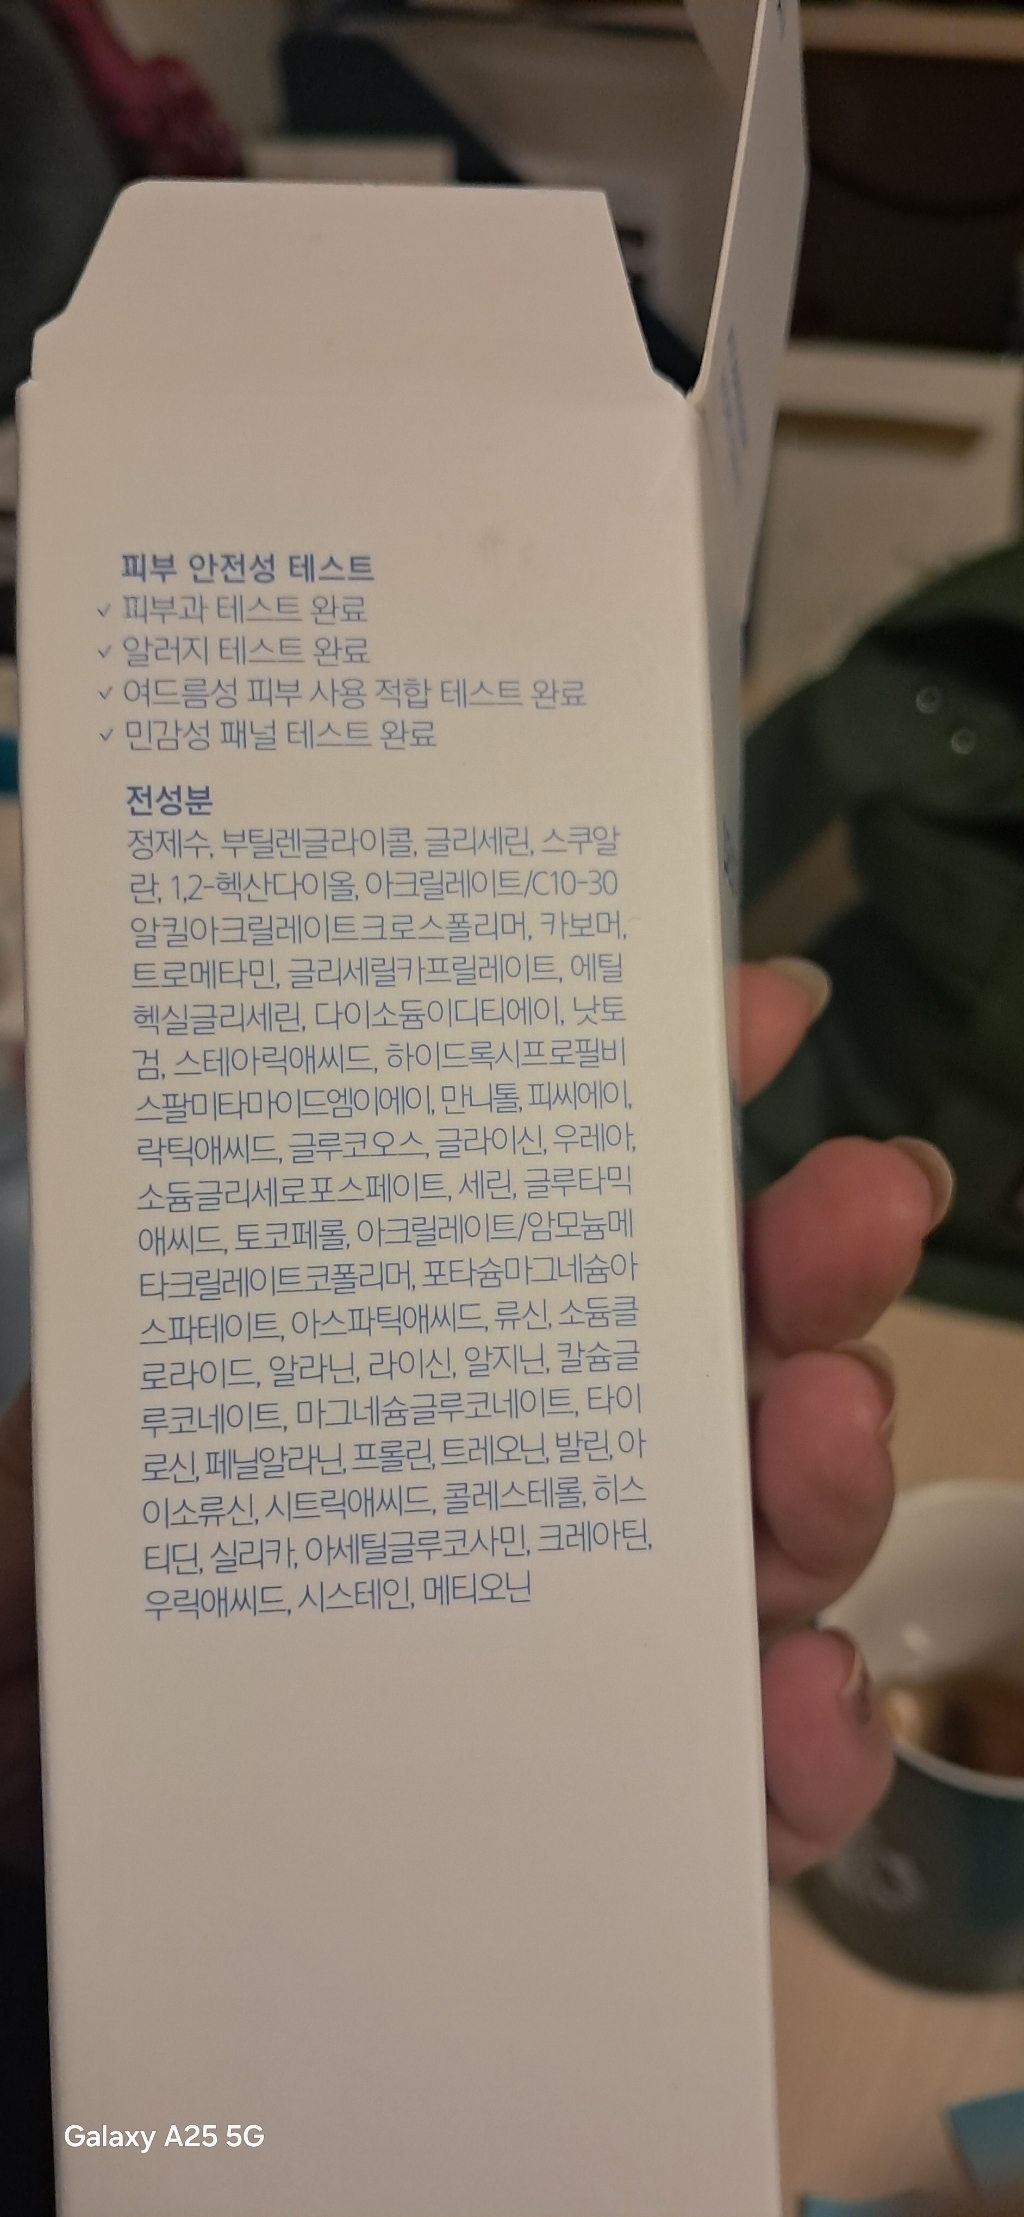 피부 안전성 테스트
✓ 피부과 테스트 완료
✓ 알러지 테스트 완료
✓ 여드름성 피부 사용 적합 테스트 완료
✓ 민감성 패널 테스트 완료
전성분
정제수, 부틸렌글라이콜, 글리세린, 스쿠알
란, 1,2-헥산다이올, 아크릴레이트/C10-30
알킬아크릴레이트크로스폴리머, 카보머,
트로메타민, 글리세릴카프릴레이트, 에틸
헥실글리세린, 다이소듐이디티에이, 낫토
검, 스테아릭애씨드, 하이드록시프로필비
스팔미타마이드엠이에이, 만니톨, 피씨에이,
락틱애씨드, 글루코오스, 글라이신, 우레아,
소듐글리세로포스페이트, 세린, 글루타믹
애씨드, 토코페롤, 아크릴레이트/암모늄메
타크릴레이트코폴리머, 포타슘마그네슘아
스파테이트, 아스파틱애씨드, 류신, 소듐클
로라이드, 알라닌, 라이신, 알지닌, 칼슘글
루코네이트, 마그네슘글루코네이트, 타이
로신, 페닐알라닌, 프롤린, 트레오닌, 발린, 아
이소류신, 시트릭애씨드, 콜레스테롤, 히스
티딘, 실리카, 아세틸글루코사민, 크레아틴,
우릭애씨드, 시스테인, 메티오닌
Galaxy A25 5G